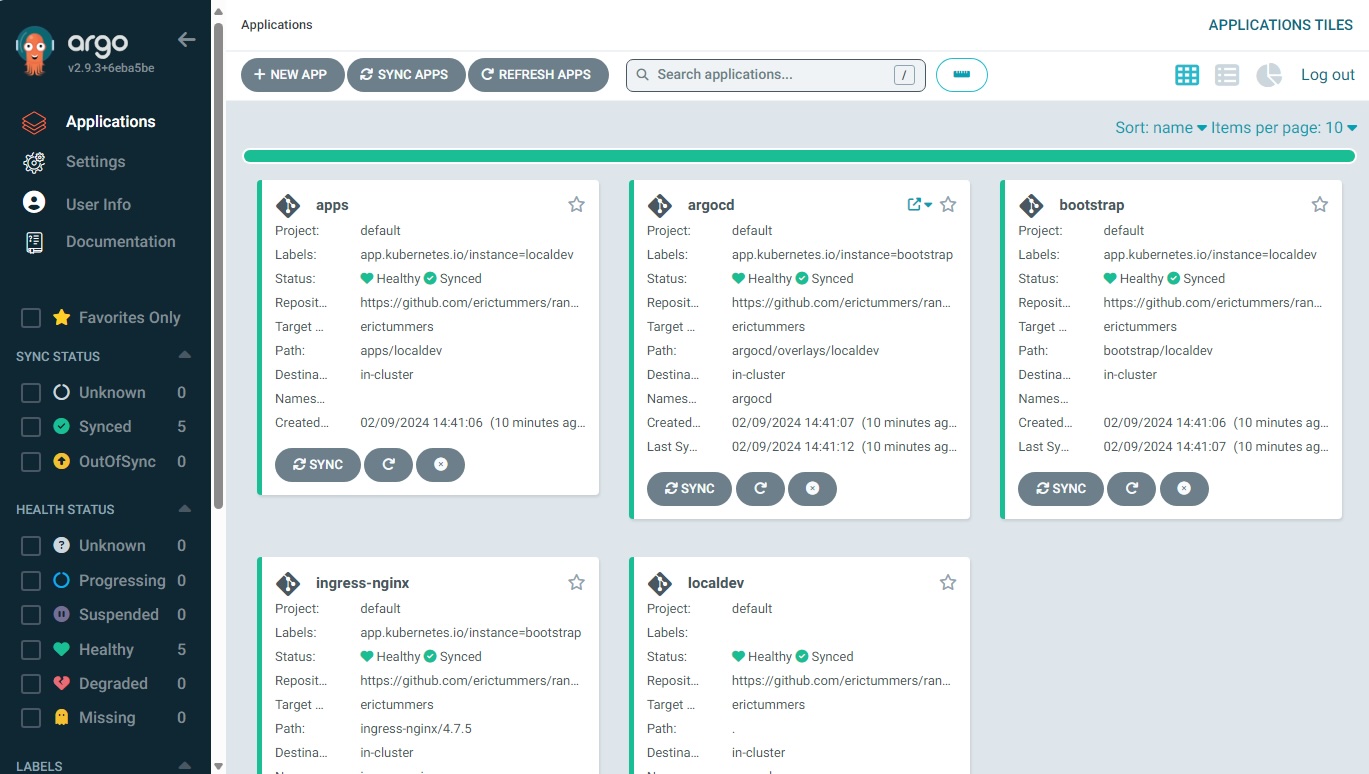 argo
v2.9.3+6eba5be
Applications
Settings
User Info
Documentation
Favorites Only
SYNC STATUS
Unknown 0
Synced 5
OutOfSync 0
HEALTH STATUS
Unknown 0
Progressing 0
Suspended 0
Healthy 5
Degraded 0
Missing 0
LABELS
Applications
APPLICATIONS TILES
+ NEW APP
SYNC APPS
REFRESH APPS
Search applications...
/
Log out
Sort: name
Items per page: 10
apps
Project: default
Labels: app.kubernetes.io/instance=localdev
Status: Healthy Synced
Reposit... https://github.com/erictummers/ran...
Target ... erictummers
Path: apps/localdev
Destina... in-cluster
Names...
Created... 02/09/2024 14:41:06 (10 minutes ag...
SYNC
argocd
Project: default
Labels: app.kubernetes.io/instance=bootstrap
Status: Healthy Synced
Reposit... https://github.com/erictummers/ran...
Target ... erictummers
Path: argocd/overlays/localdev
Destina... in-cluster
Names... argocd
Created... 02/09/2024 14:41:07 (10 minutes ag...
Last Sy... 02/09/2024 14:41:12 (10 minutes ag...
SYNC
bootstrap
Project: default
Labels: app.kubernetes.io/instance=localdev
Status: Healthy Synced
Reposit... https://github.com/erictummers/ran...
Target ... erictummers
Path: bootstrap/localdev
Destina... in-cluster
Names...
Created... 02/09/2024 14:41:06 (10 minutes ag...
Last Sy... 02/09/2024 14:41:07 (10 minutes ag...
SYNC
ingress-nginx
Project: default
Labels: app.kubernetes.io/instance=bootstrap
Status: Healthy Synced
Reposit... https://github.com/erictummers/ran...
Target ... erictummers
Path: ingress-nginx/4.7.5
Destina... in-cluster
localdev
Project: default
Labels:
Status: Healthy Synced
Reposit... https://github.com/erictummers/ran...
Target ... erictummers
Path: .
Destina... in-cluster